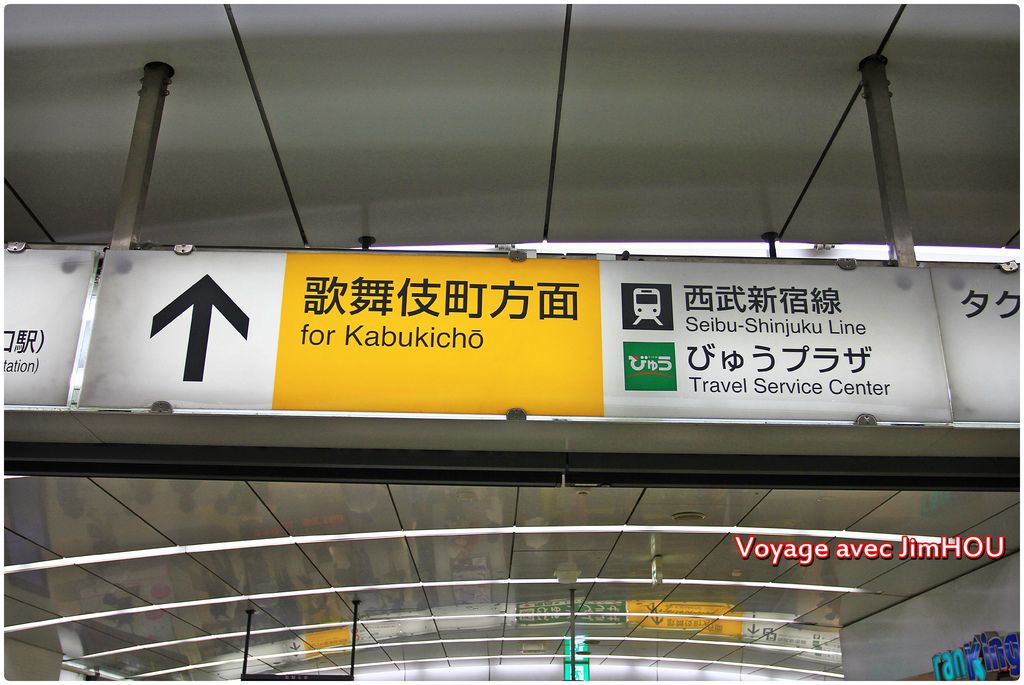 口駅)
tation)
歌舞伎町方面
for Kabukichō
西武新宿線
Seibu-Shinjuku Line
びゅう
びゅうプラザ
Travel Service Center
タク
Voyage avec JimHOU
ranKing